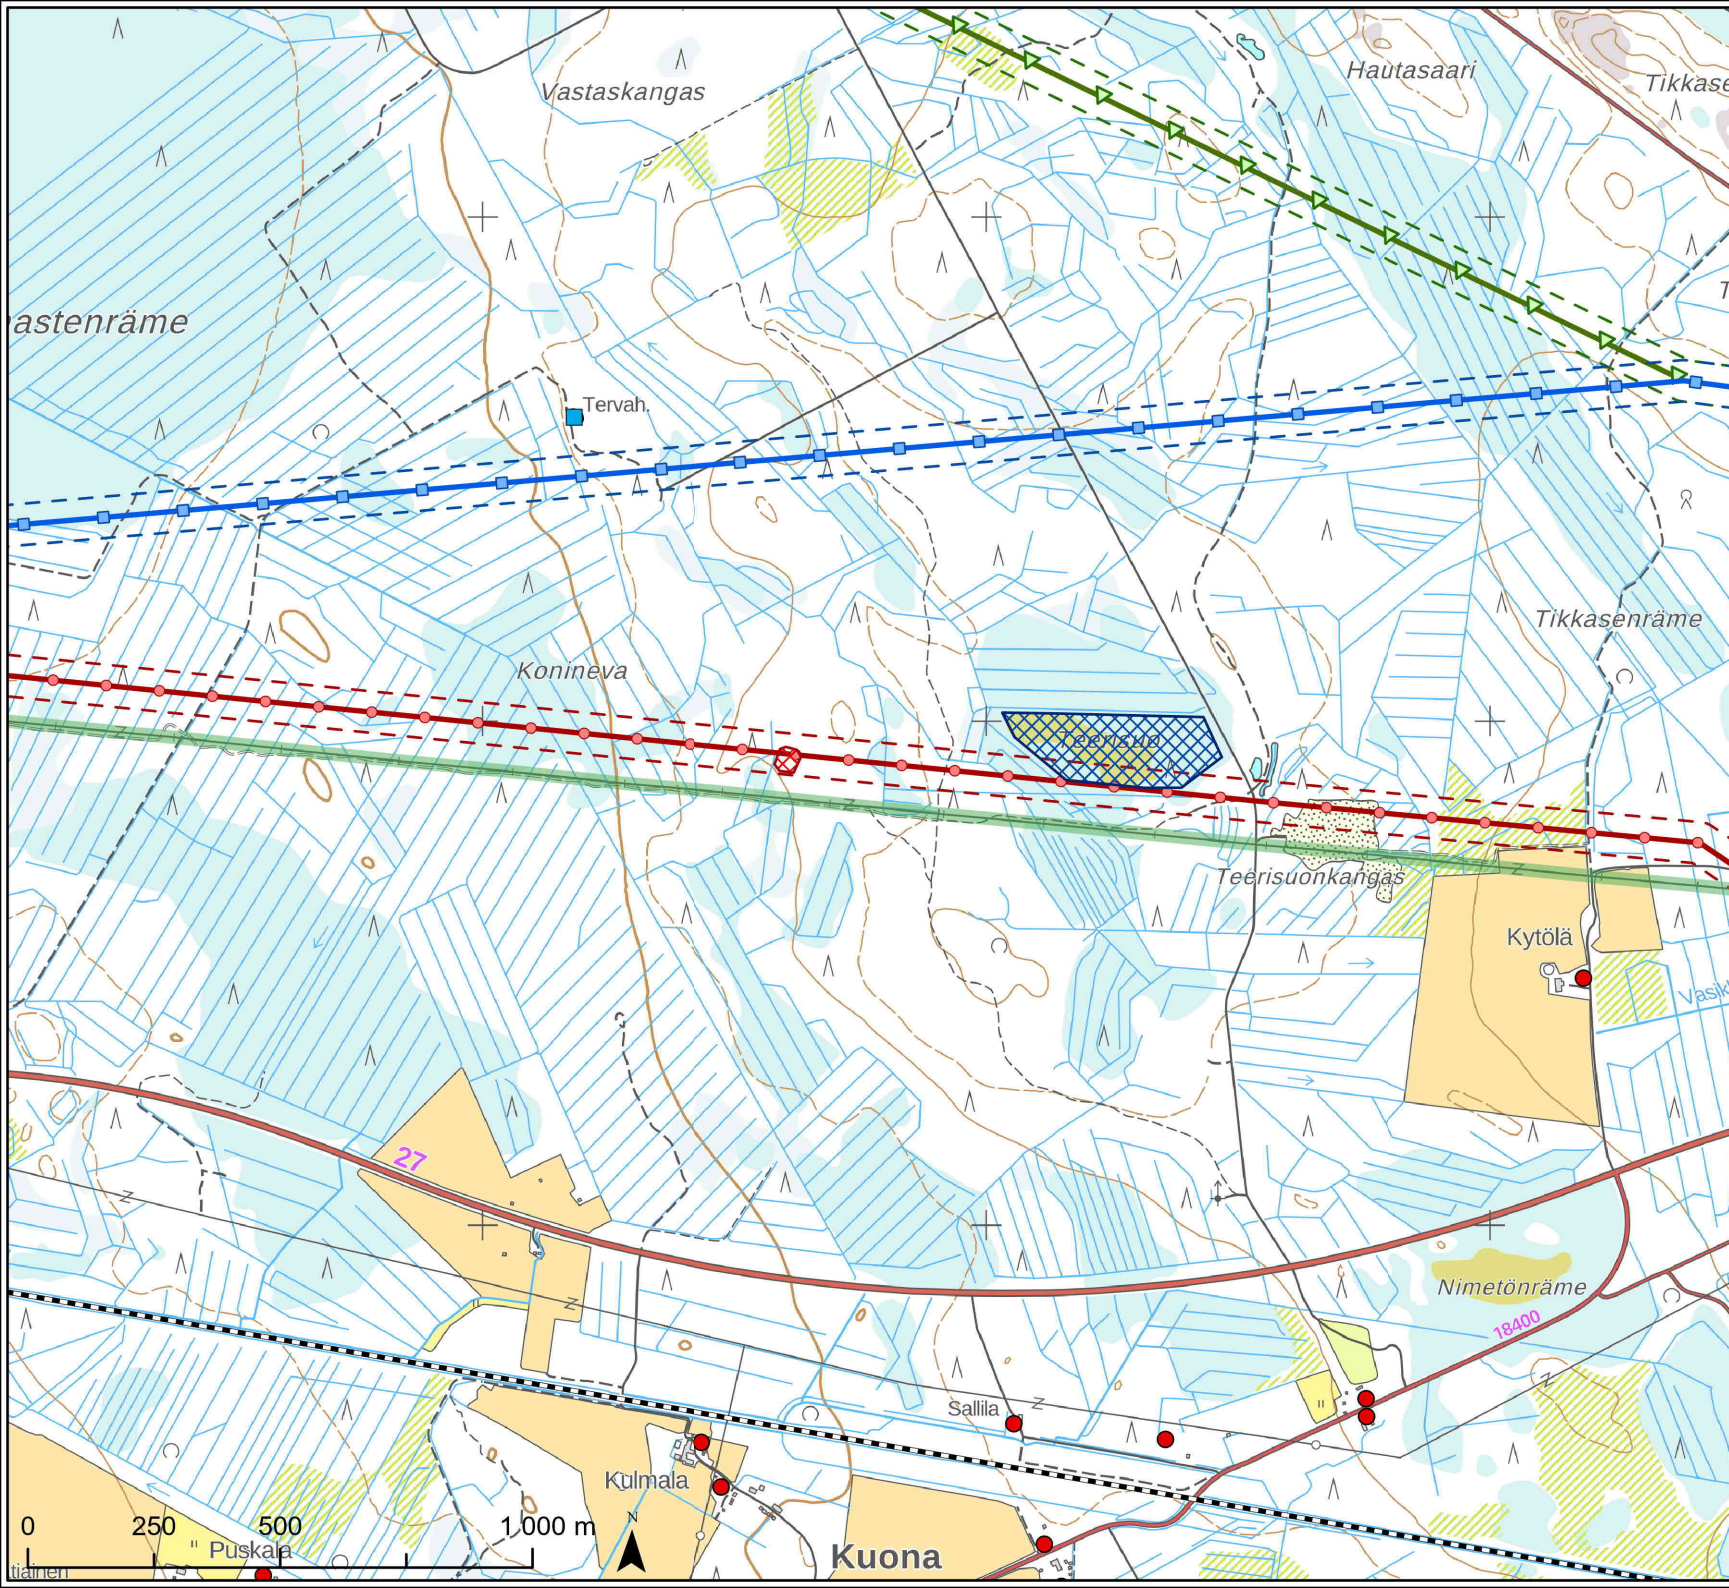 Hautasaari
Tikkase
Vastaskangas
astenräme
Tervah.
Tikkasenräme
Konineva
Teerisuo
Teerisuonkangas
Kytölä
Vasik
27
Nimetönräme
18400
Sallila
Kulmala
0 250 500 1 000 m
N
Puskala
Kuona
tiäinen